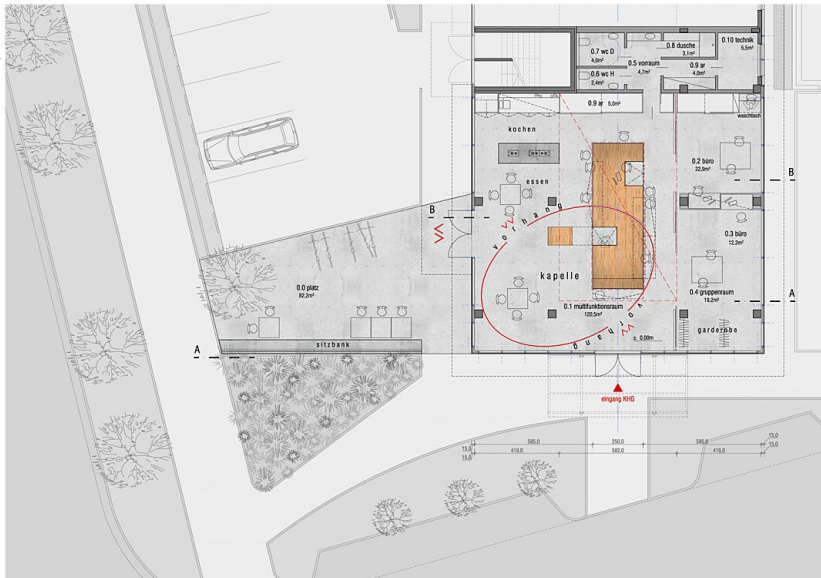 0.7 wc D
4,0m²
0.8 dusche
3,1m²
0.10 technik
5,5m²
0.5 vorraum
4,7m²
0.9 ar
4,0m²
0.6 wc H
2,4m²
0.9 ar 5,0m²
waschtisch
kochen
0.2 büro
22,9m²
B
essen
B
vorhang
0.3 büro
12,2m²
kapelle
0.0 platz
82,2m²
0.4 gruppenraum
19,2m²
A
0.1 multifunktionsraum
120,5m²
vorhang
garderobe
± 0,00m
sitzbank
A
eingang KHG
585,0 250,0 585,0
15,0 15,0
15,0 15,0
419,0 582,0 419,0